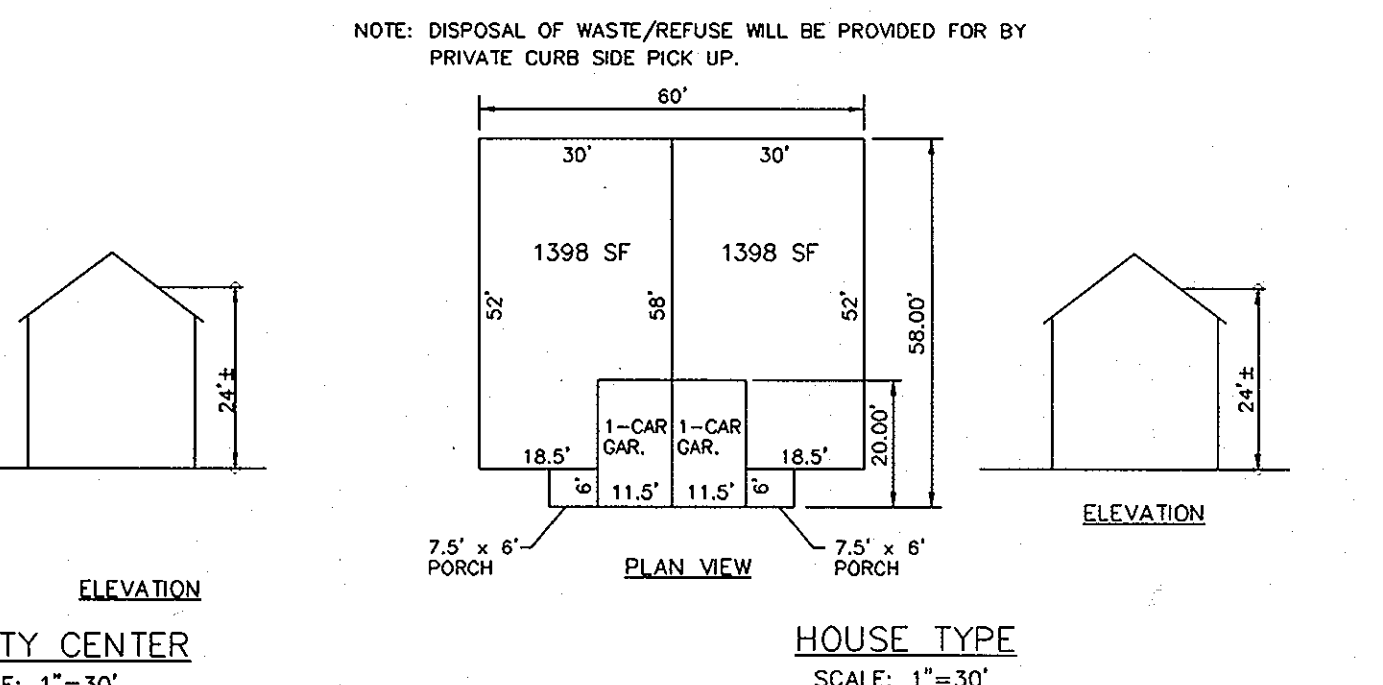 NOTE: DISPOSAL OF WASTE/REFUSE WILL BE PROVIDED FOR BY
PRIVATE CURB SIDE PICK UP.
60'
30'
30'
1398 SF
1398 SF
52'
58'
52'
58.00'
24'±
24'±
1-CAR
GAR.
1-CAR
GAR.
20.00'
18.5'
18.5'
6'
11.5'
11.5'
6'
7.5' x 6'
PORCH
PLAN VIEW
7.5' x 6'
PORCH
ELEVATION
ELEVATION
TY CENTER
E: 1"=30'
HOUSE TYPE
SCALE: 1"=30'